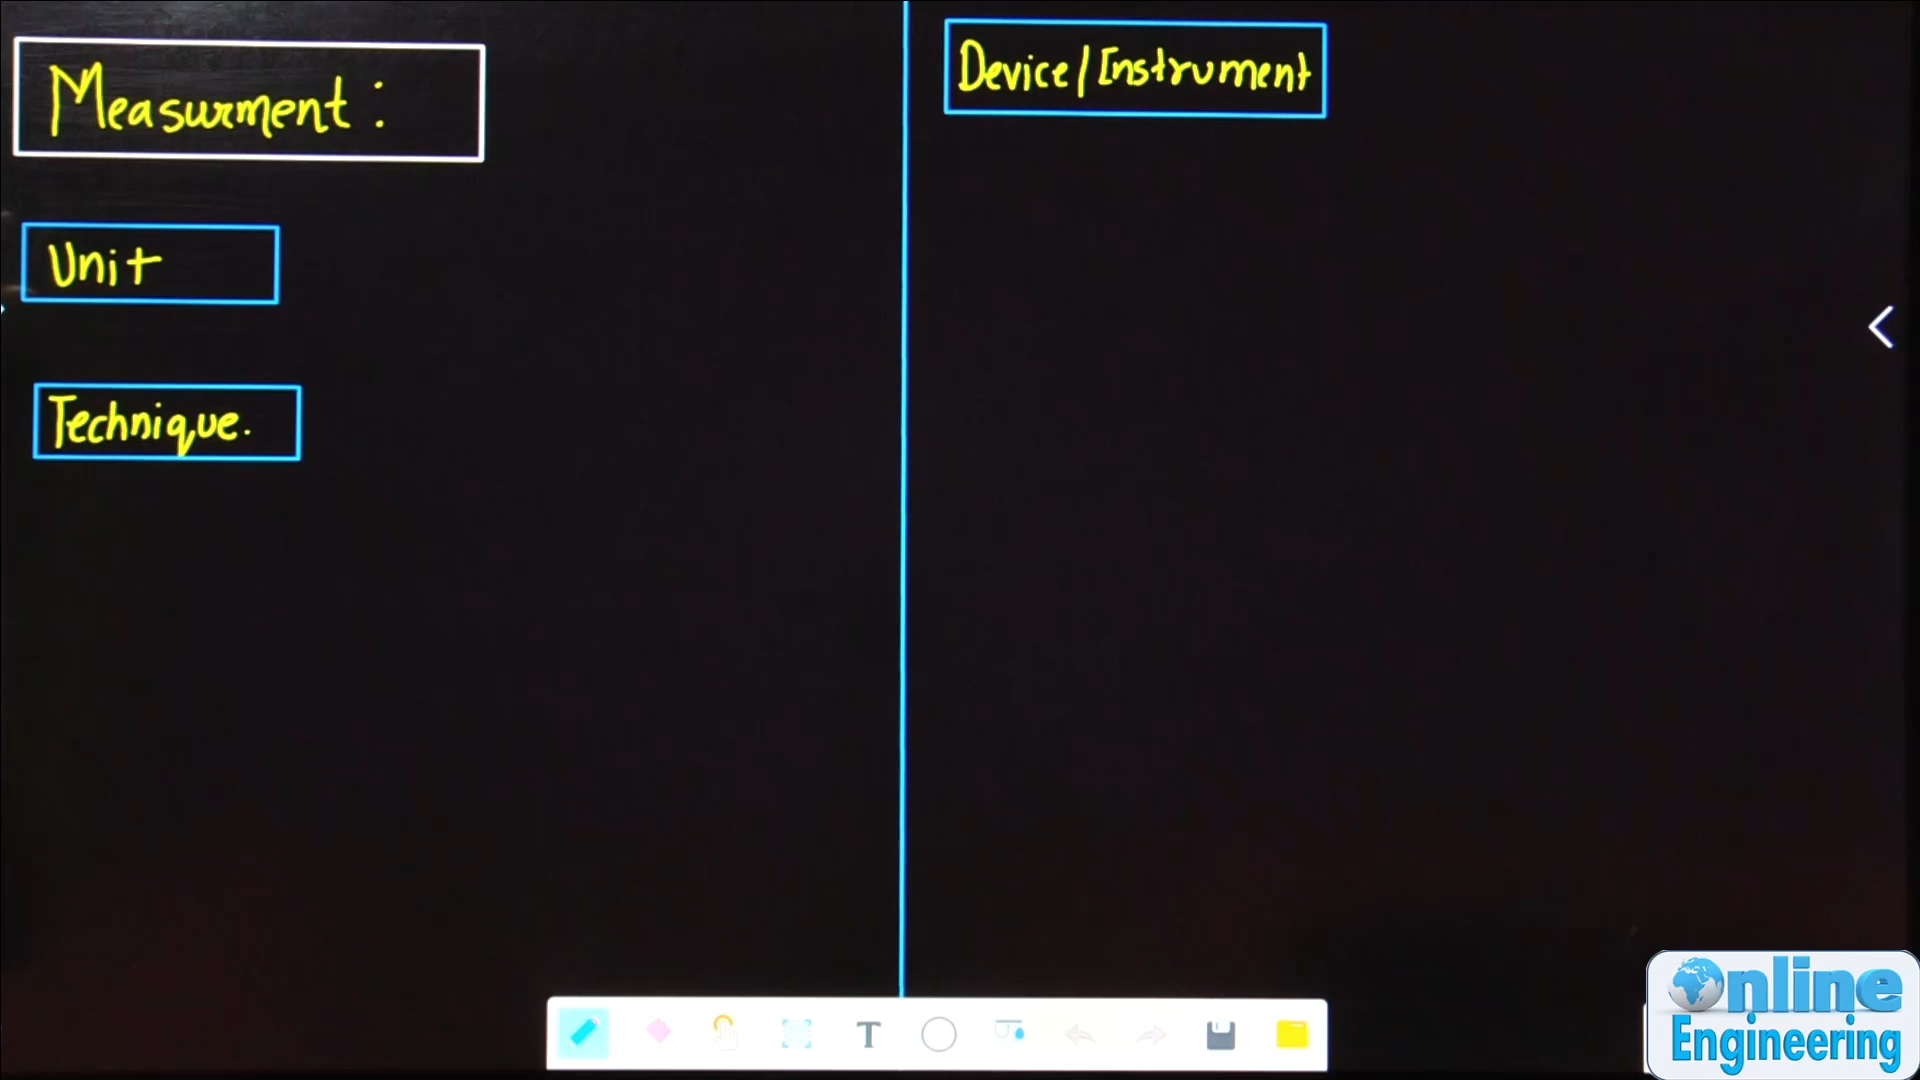 Measurment :
Unit
Technique.
Device/Instrument
T
Online
Engineering